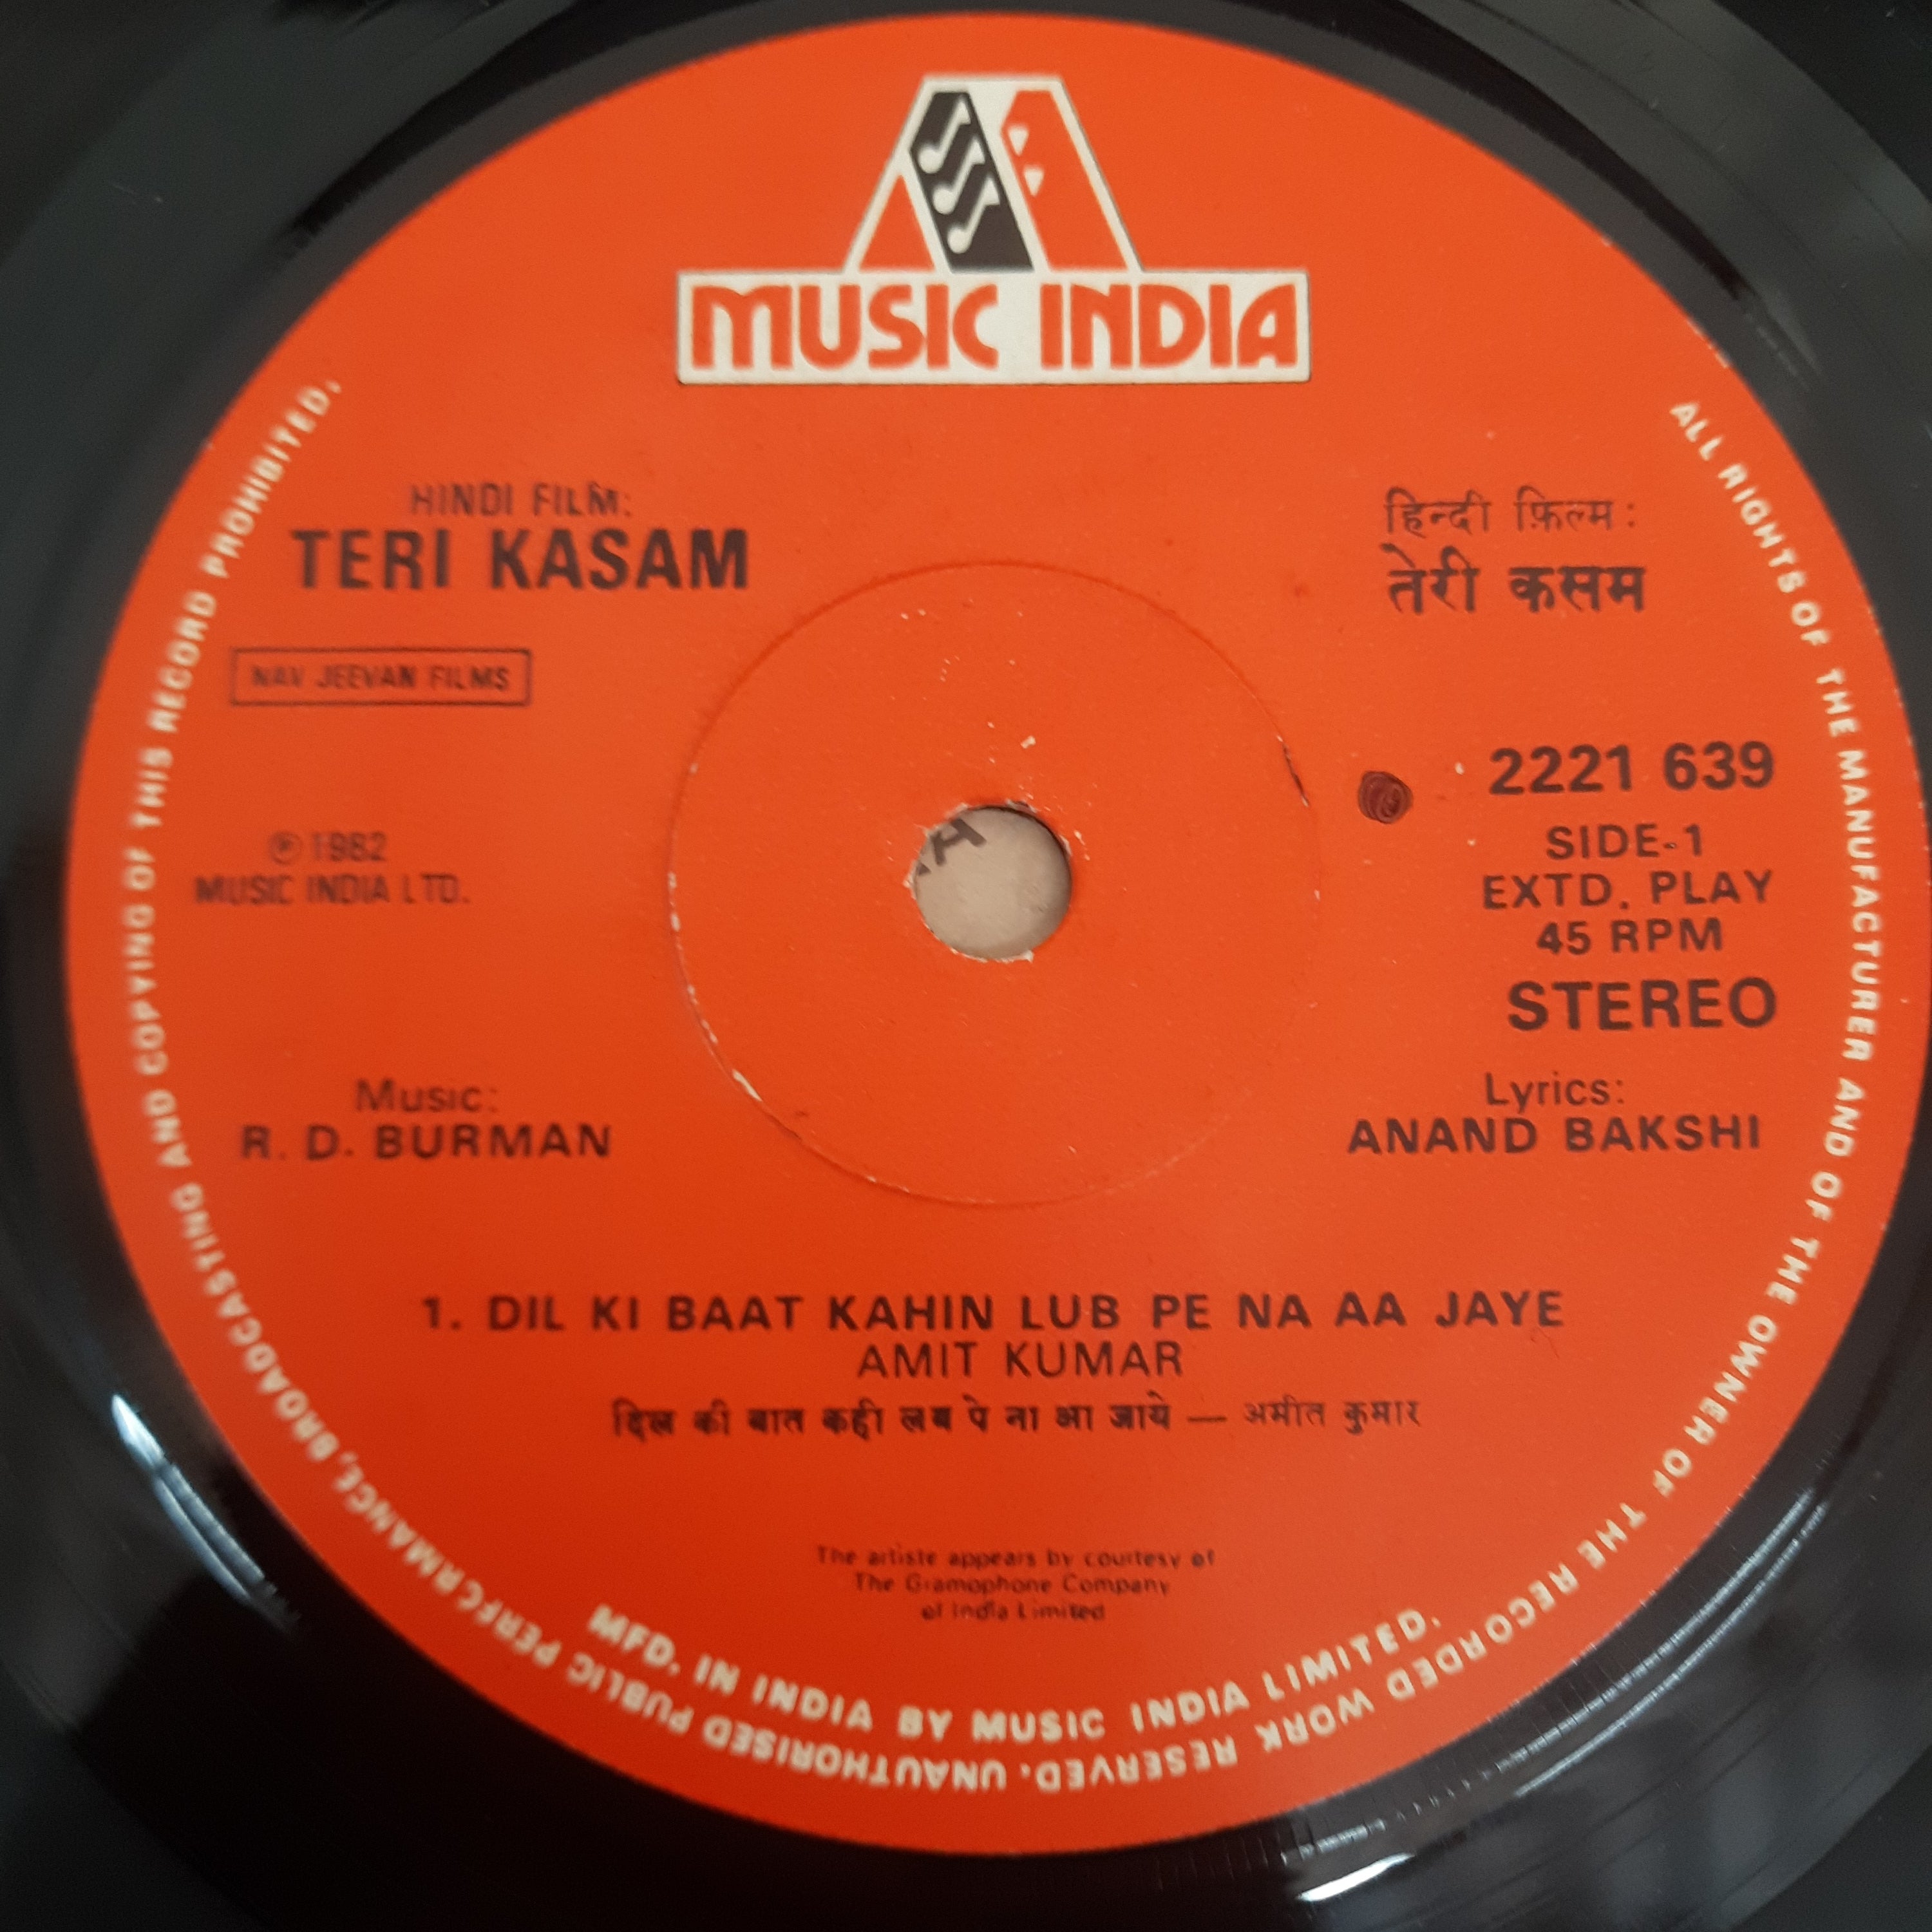 MUSIC INDIA
HINDI FILM:
TERI KASAM
NAV JEEVAN FILMS
हिन्दी फ़िल्म:
तेरी कसम
℗ 1982
MUSIC INDIA LTD.
2221 639
SIDE-1
EXTD. PLAY
45 RPM
STEREO
Music:
R. D. BURMAN
Lyrics:
ANAND BAKSHI
1. DIL KI BAAT KAHIN LUB PE NA AA JAYE
AMIT KUMAR
दिल की बात कही लब पे ना आ जाये — अमीत कुमार
The artiste appears by courtesy of
The Gramophone Company
of India Limited
MFD. IN INDIA BY MUSIC INDIA LIMITED.
ALL RIGHTS OF THE MANUFACTURER AND OF THE OWNER OF THE RECORDED WORK RESERVED. UNAUTHORISED PUBLIC PERFORMANCE, BROADCASTING AND COPYING OF THIS RECORD PROHIBITED.